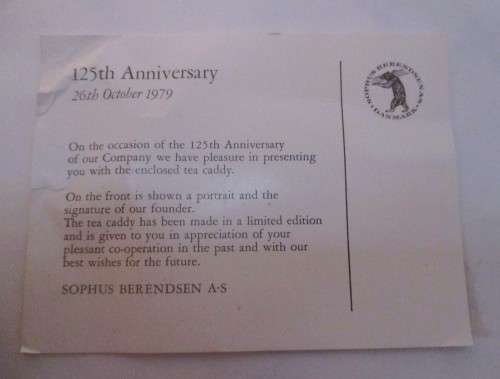 125th Anniversary
26th October 1979
On the occasion of the 125th Anniversary
of our Company we have pleasure in presenting
you with the enclosed tea caddy.
On the front is shown a portrait and the
signature of our founder.
The tea caddy has been made in a limited edition
and is given to you in appreciation of your
pleasant co-operation in the past and with our
best wishes for the future.
SOPHUS BERENDSEN A·S
SOPHUS BERENDSEN A/S
DANMARK